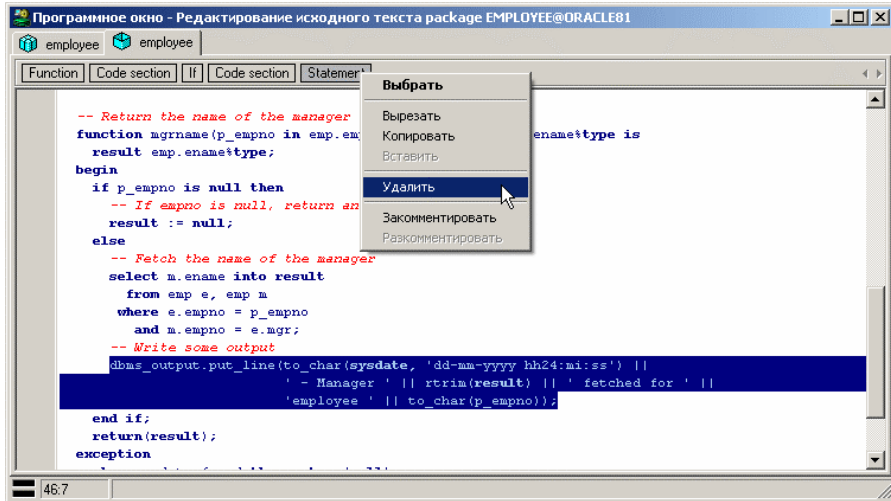 Программное окно - Редактирование исходного текста package EMPLOYEE@ORACLE81
employee employee
Function Code section If Code section Statement
Выбрать
Вырезать
Копировать
Вставить
Удалить
Закомментировать
Разкомментировать
-- Return the name of the manager
function mgrname(p_empno in ename%type is
result emp.ename%type;
begin
if p_empno is null then
-- If empno is null, return
result := null;
else
-- Fetch the name of the manager
select m.ename into result
from emp e, emp m
where e.empno = p_empno
and m.empno = e.mgr;
-- Write some output
dbms_output.put_line(to_char(sysdate, 'dd-mm-yyyy hh24:mi:ss') ||
' - Manager ' || rtrim(result) || ' fetched for ' ||
'employee ' || to_char(p_empno));
end if;
return(result);
exception
46:7